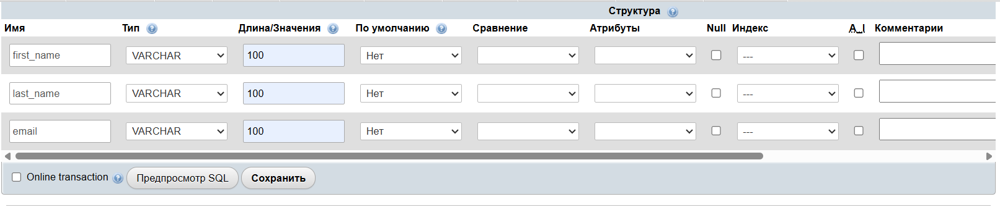 Структура
Имя Тип Длина/Значения По умолчанию Сравнение Атрибуты Null Индекс A_I Комментарии
first_name VARCHAR 100 Нет ---
last_name VARCHAR 100 Нет ---
email VARCHAR 100 Нет ---
Online transaction Предпросмотр SQL Сохранить